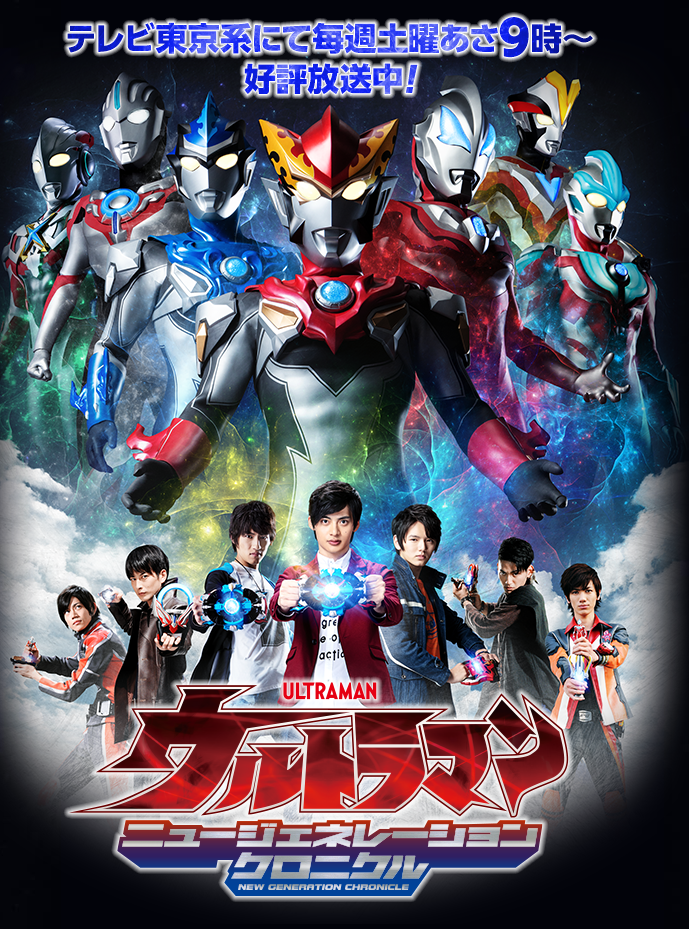 テレビ東京系にて毎週土曜あさ9時～
好評放送中!
gre
e o
actio
ULTRAMAN
ウルトラマン
ニュージェネレーション
クロニクル
NEW GENERATION CHRONICLE